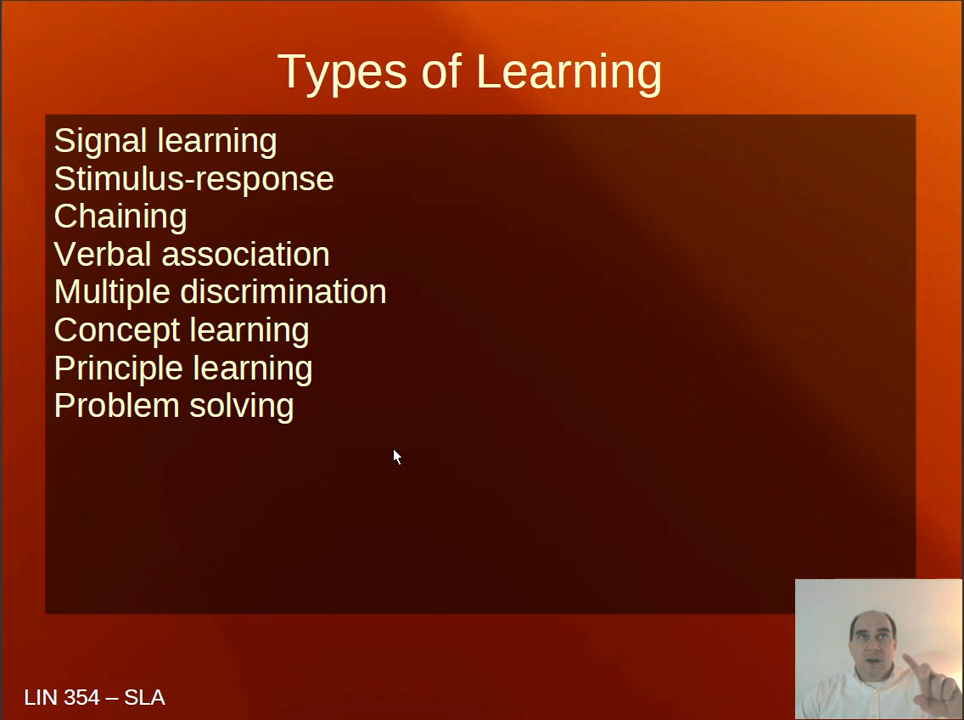 Types of Learning
Signal learning
Stimulus-response
Chaining
Verbal association
Multiple discrimination
Concept learning
Principle learning
Problem solving
LIN 354 – SLA